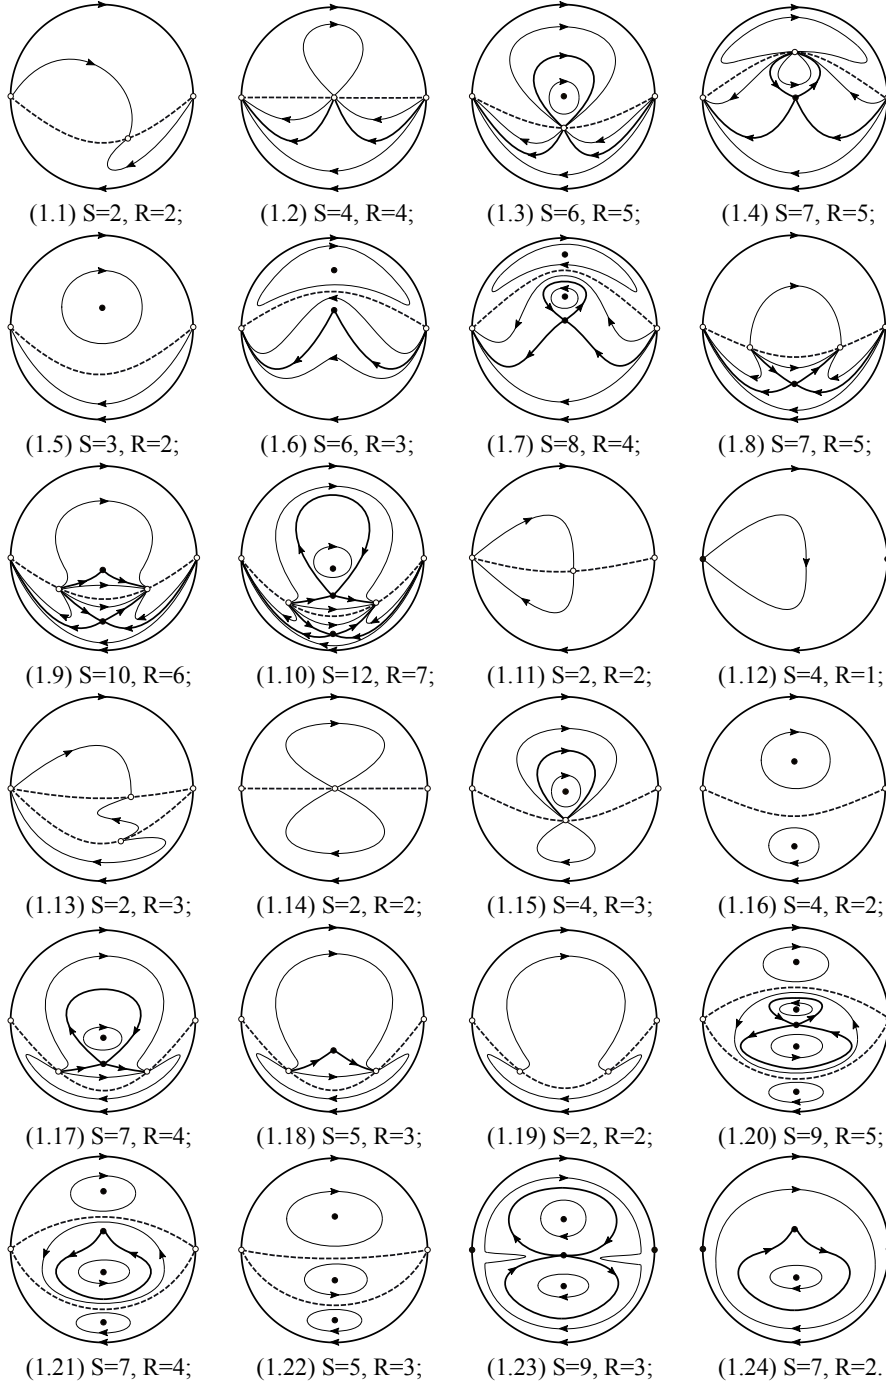 (1.1) S=2, R=2; (1.2) S=4, R=4; (1.3) S=6, R=5; (1.4) S=7, R=5;
(1.5) S=3, R=2; (1.6) S=6, R=3; (1.7) S=8, R=4; (1.8) S=7, R=5;
(1.9) S=10, R=6; (1.10) S=12, R=7; (1.11) S=2, R=2; (1.12) S=4, R=1;
(1.13) S=2, R=3; (1.14) S=2, R=2; (1.15) S=4, R=3; (1.16) S=4, R=2;
(1.17) S=7, R=4; (1.18) S=5, R=3; (1.19) S=2, R=2; (1.20) S=9, R=5;
(1.21) S=7, R=4; (1.22) S=5, R=3; (1.23) S=9, R=3; (1.24) S=7, R=2.